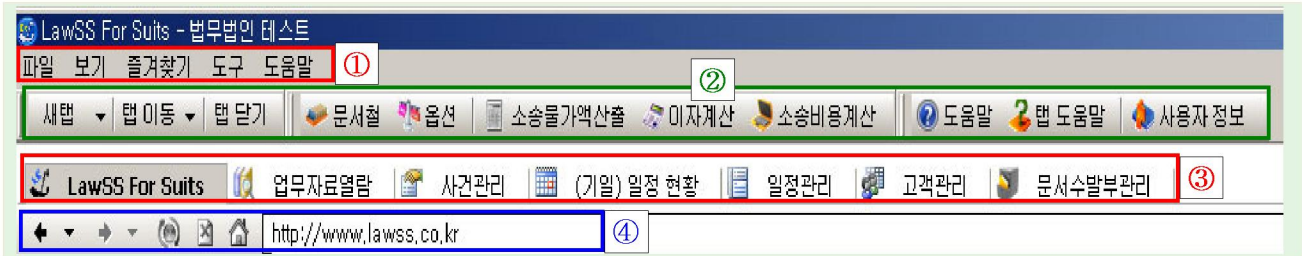 LawSS For Suits - 법무법인 테스트
파일 보기 즐겨찾기 도구 도움말 ①
②
새탭 탭 이동 탭 닫기 문서철 옵션 소송물가액산출 이자계산 소송비용계산 도움말 탭 도움말 사용자 정보
LawSS For Suits 업무자료열람 사건관리 (기일) 일정 현황 일정관리 고객관리 문서수발부관리 ③
http://www.lawss.co.kr ④